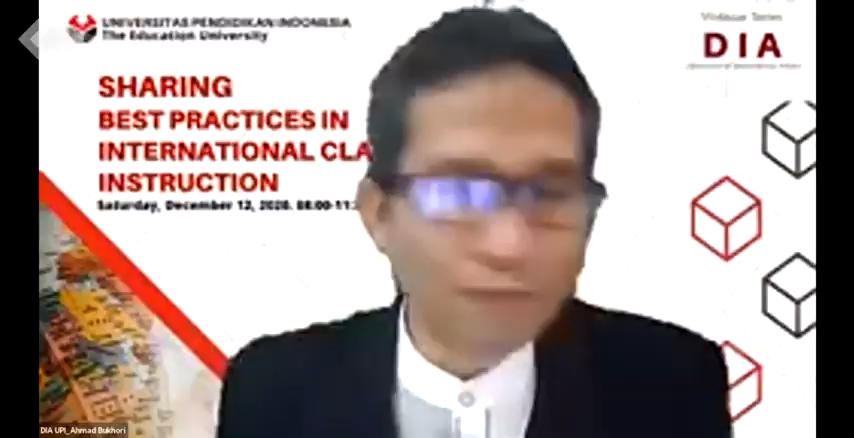 UNIVERSITAS PENDIDIKAN INDONESIA
The Education University
Webinar Series
DIA
SHARING
BEST PRACTICES IN
INTERNATIONAL CLA
INSTRUCTION
Saturday, December 12, 2020. 08:00-11:
DIA UPI_Ahmad Bukhori